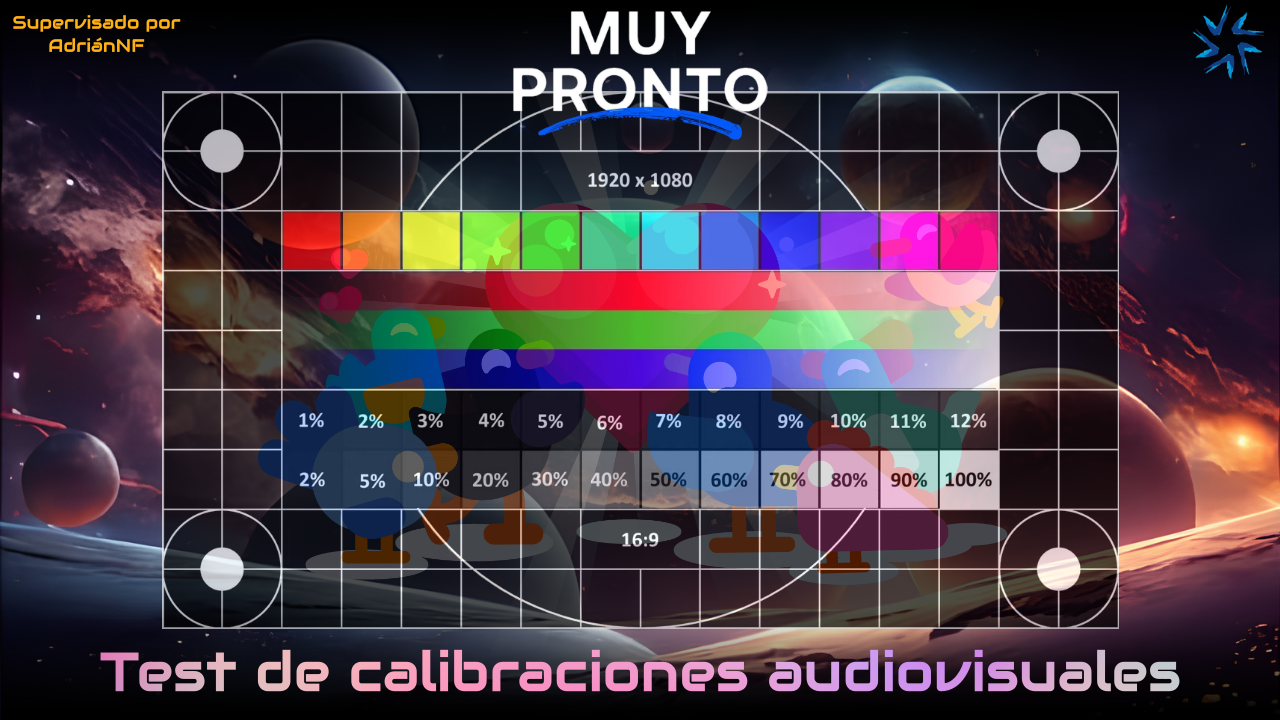 Supervisado por
AdriánNF
MUY
PRONTO
1920 x 1080
1% 2% 3% 4% 5% 6% 7% 8% 9% 10% 11% 12%
2% 5% 10% 20% 30% 40% 50% 60% 70% 80% 90% 100%
16:9
Test de calibraciones audiovisuales